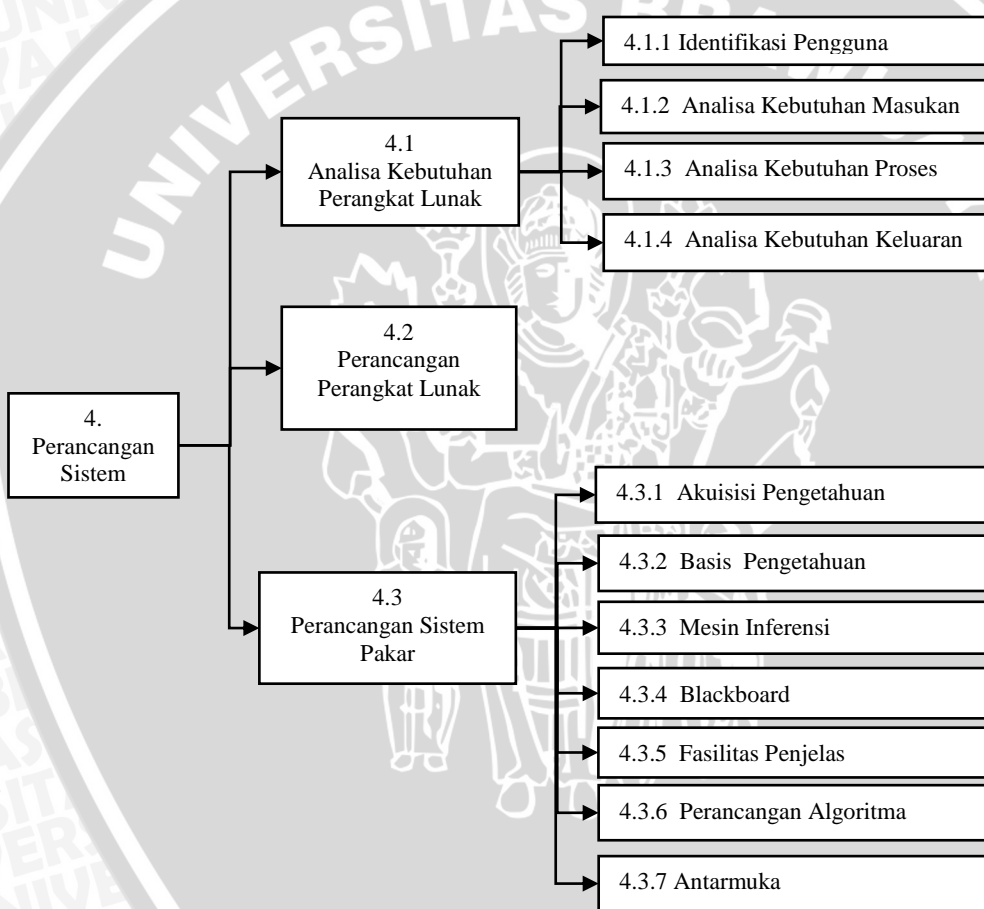 UNIVERSITAS BRAWIJAYA
4.
Perancangan
Sistem
4.1
Analisa Kebutuhan
Perangkat Lunak
4.1.1 Identifikasi Pengguna
4.1.2 Analisa Kebutuhan Masukan
4.1.3 Analisa Kebutuhan Proses
4.1.4 Analisa Kebutuhan Keluaran
4.2
Perancangan
Perangkat Lunak
4.3
Perancangan Sistem
Pakar
4.3.1 Akuisisi Pengetahuan
4.3.2 Basis Pengetahuan
4.3.3 Mesin Inferensi
4.3.4 Blackboard
4.3.5 Fasilitas Penjelas
4.3.6 Perancangan Algoritma
4.3.7 Antarmuka